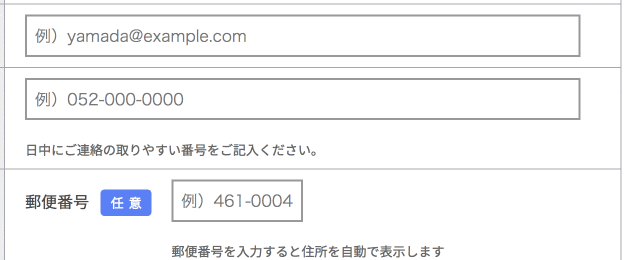 例）yamada@example.com
例）052-000-0000
日中にご連絡の取りやすい番号をご記入ください。
郵便番号 任意 例）461-0004
郵便番号を入力すると住所を自動で表示します